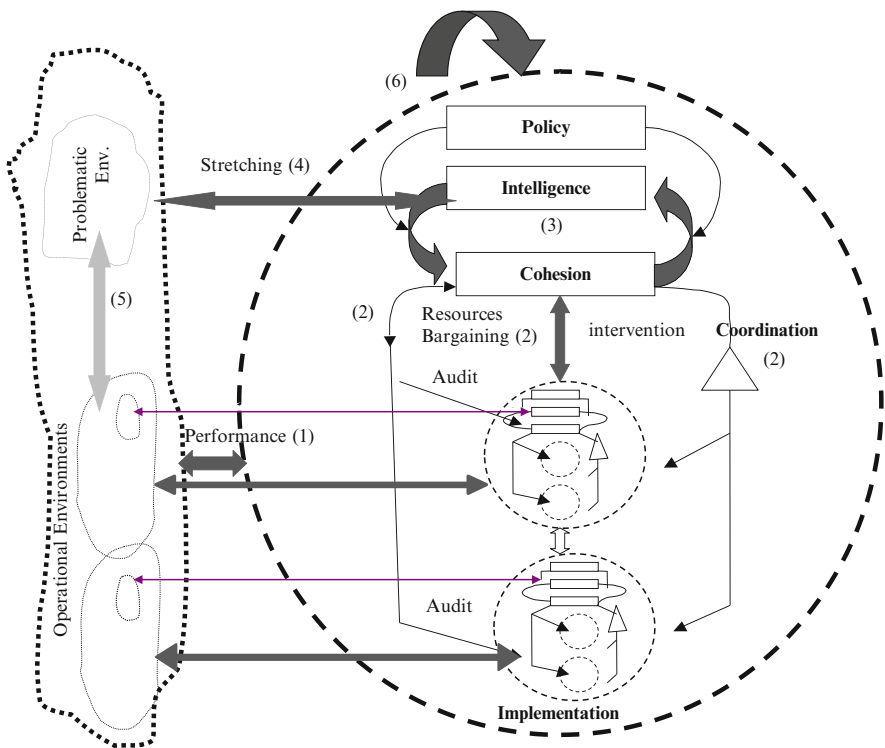 (6)
Policy
Problematic
Env.
Stretching (4)
Intelligence
(3)
Cohesion
(5)
(2)
Resources
Bargaining (2)
intervention
Coordination
(2)
Audit
Performance (1)
Operational Environments
Audit
Implementation